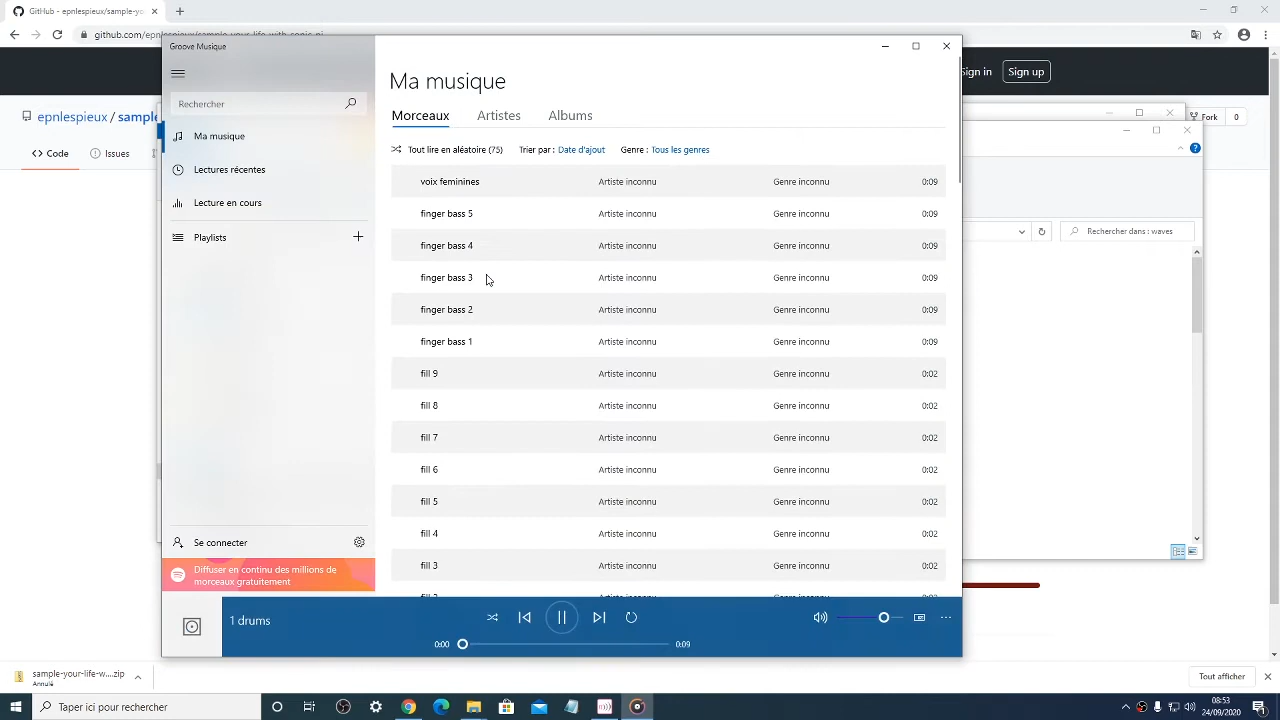 GitHub - epnlespieux/sample-yo
github.com/epnlespieux/sample-your-life-with-sonic-pi
Sign in
Sign up
epnlespieux / sample
Fork
0
Code
Issues
Rechercher dans : waves
Groove Musique
Rechercher
Ma musique
Lectures récentes
Lecture en cours
Playlists
Se connecter
Diffuser en continu des millions de
morceaux gratuitement
Ma musique
Morceaux Artistes Albums
Tout lire en aléatoire (75) Trier par : Date d'ajout Genre : Tous les genres
voix feminines Artiste inconnu Genre inconnu 0:09
finger bass 5 Artiste inconnu Genre inconnu 0:09
finger bass 4 Artiste inconnu Genre inconnu 0:09
finger bass 3 Artiste inconnu Genre inconnu 0:09
finger bass 2 Artiste inconnu Genre inconnu 0:09
finger bass 1 Artiste inconnu Genre inconnu 0:09
fill 9 Artiste inconnu Genre inconnu 0:02
fill 8 Artiste inconnu Genre inconnu 0:02
fill 7 Artiste inconnu Genre inconnu 0:02
fill 6 Artiste inconnu Genre inconnu 0:02
fill 5 Artiste inconnu Genre inconnu 0:02
fill 4 Artiste inconnu Genre inconnu 0:02
fill 3 Artiste inconnu Genre inconnu 0:02
1 drums
0:00 0:09
sample-your-life-w....zip
Annulé
Tout afficher
Taper ici pour rechercher
08:53
24/09/2020